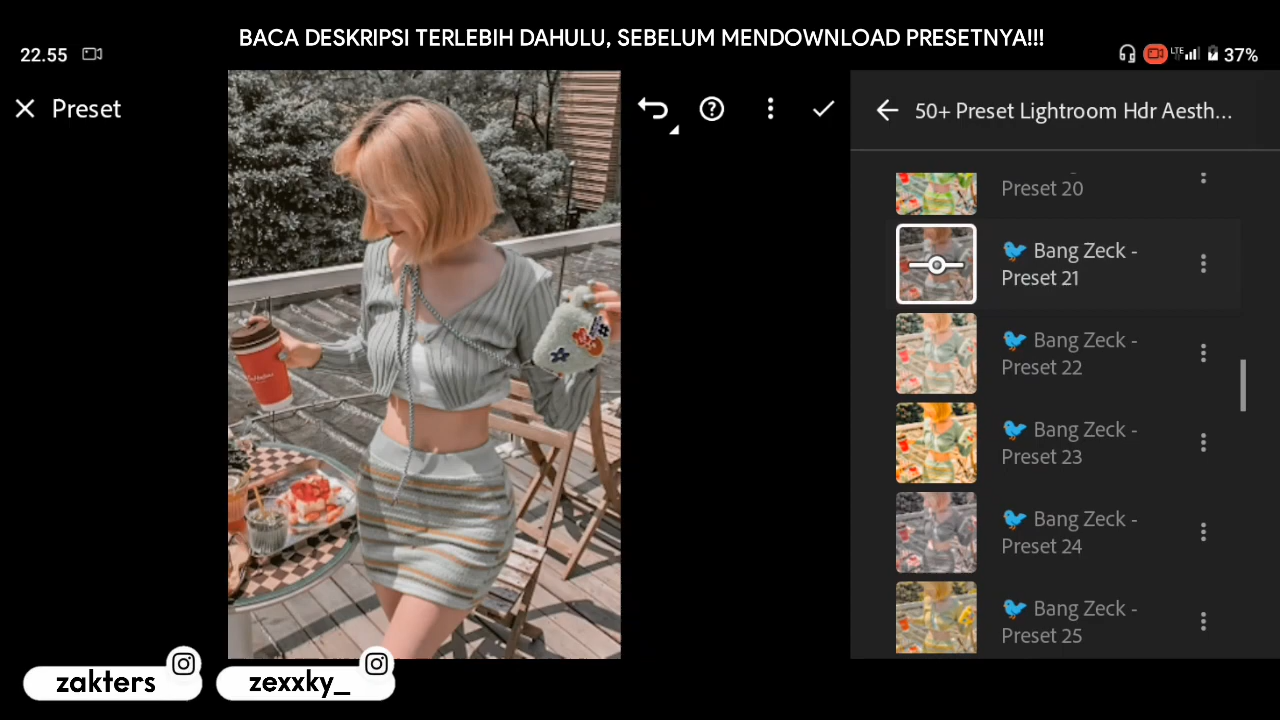 BACA DESKRIPSI TERLEBIH DAHULU, SEBELUM MENDOWNLOAD PRESETNYA!!!
22.55
LTE
37%
Preset
50+ Preset Lightroom Hdr Aesth...
Preset 20
🐦 Bang Zeck -
Preset 21
🐦 Bang Zeck -
Preset 22
🐦 Bang Zeck -
Preset 23
🐦 Bang Zeck -
Preset 24
🐦 Bang Zeck -
Preset 25
zakters
zexxky_